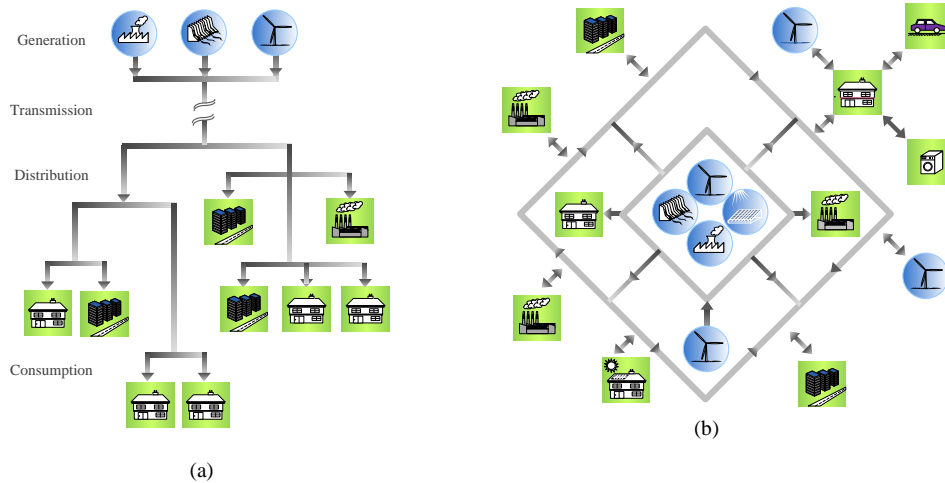 Generation
Transmission
Distribution
Consumption
(a)
(b)